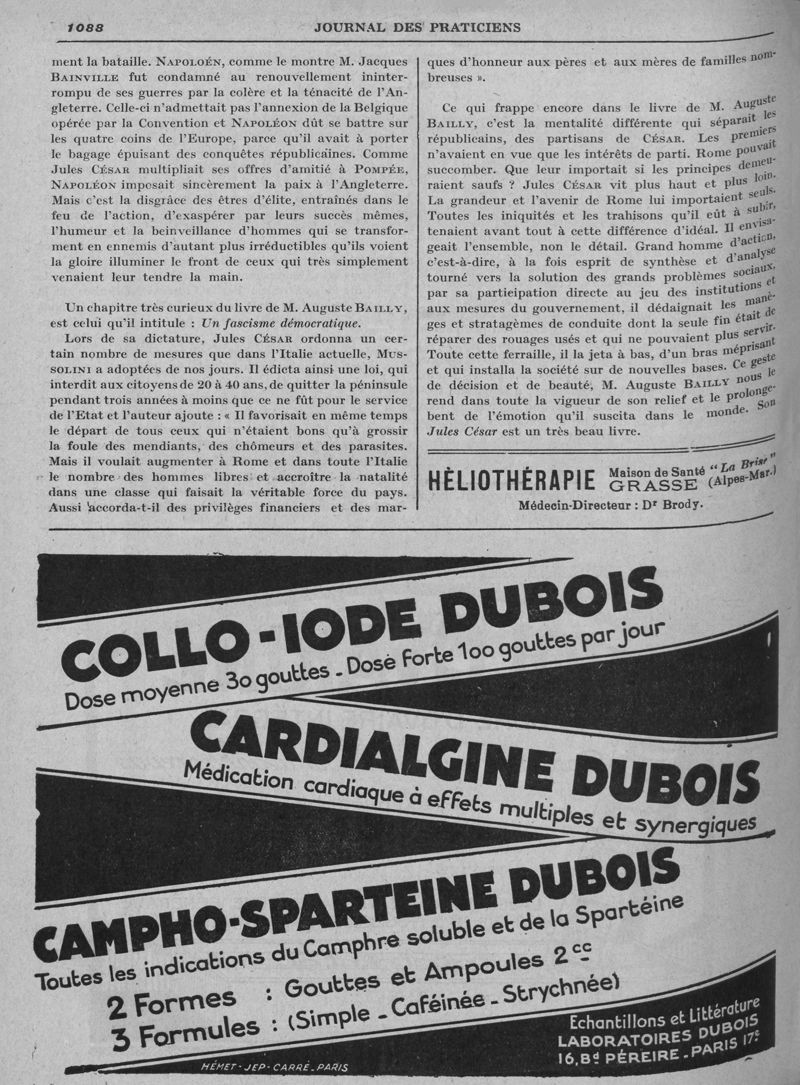 1088
JOURNAL DES PRATICIENS
ment la bataille. NAPOLOÉN, comme le montre M. Jacques
BAINVILLE fut condamné au renouvellement ininter-
rompu de ses guerres par la colère et la ténacité de l'An-
gleterre. Celle-ci n'admettait pas l'annexion de la Belgique
opérée par la Convention et NAPOLÉON dût se battre sur
les quatre coins de l'Europe, parce qu'il avait à porter
le bagage épuisant des conquêtes républicaines. Comme
Jules CÉSAR multipliait ses offres d'amitié à POMPÉE,
NAPOLÉON imposait sincèrement la paix à l'Angleterre.
Mais c'est la disgrâce des êtres d'élite, entraînés dans le
feu de l'action, d'exaspérer par leurs succès mêmes,
l'humeur et la beinveillance d'hommes qui se transfor-
ment en ennemis d'autant plus irréductibles qu'ils voient
la gloire illuminer le front de ceux qui très simplement
venaient leur tendre la main.
Un chapitre très curieux du livre de M. Auguste BAILLY,
est celui qu'il intitule : Un fascisme démocratique.
Lors de sa dictature, Jules CÉSAR ordonna un cer-
tain nombre de mesures que dans l'Italie actuelle, MUS-
SOLINI a adoptées de nos jours. Il édicta ainsi une loi, qui
interdit aux citoyens de 20 à 40 ans, de quitter la péninsule
pendant trois années à moins que ce ne fût pour le service
de l'Etat et l'auteur ajoute : « Il favorisait en même temps
le départ de tous ceux qui n'étaient bons qu'à grossir
la foule des mendiants, des chômeurs et des parasites.
Mais il voulait augmenter à Rome et dans toute l'Italie
le nombre des hommes libres et accroître la natalité
dans une classe qui faisait la véritable force du pays.
Aussi accorda-t-il des privilèges financiers et des mar-
ques d'honneur aux pères et aux mères de familles nom-
breuses ».
Ce qui frappe encore dans le livre de M. Auguste
BAILLY, c'est la mentalité différente qui séparait les
républicains, des partisans de CÉSAR. Les premiers
n'avaient en vue que les intérêts de parti. Rome pouvait
succomber. Que leur importait si les principes demeu-
raient saufs ? Jules CÉSAR vit plus haut et plus loin.
La grandeur et l'avenir de Rome lui importaient seuls.
Toutes les iniquités et les trahisons qu'il eût à subir,
tenaient avant tout à cette différence d'idéal. Il envisa-
geait l'ensemble, non le détail. Grand homme d'action,
c'est-à-dire, à la fois esprit de synthèse et d'analyse
tourné vers la solution des grands problèmes sociaux,
par sa partieipation directe au jeu des institutions et
aux mesures du gouvernement, il dédaignait les manè-
ges et stratagèmes de conduite dont la seule fin était de
réparer des rouages usés et qui ne pouvaient plus servir.
Toute cette ferraille, il la jeta à bas, d'un bras méprisant
et qui installa la société sur de nouvelles bases. Ce geste
de décision et de beauté, M. Auguste BAILLY nous le
rend dans toute la vigueur de son relief et le prolonge-
bent de l'émotion qu'il suscita dans le monde. Son
Jules César est un très beau livre.
HÈLIOTHÉRAPIE Maison de Santé "La Brise"
GRASSE (Alpes-Mar.)
Médecin-Directeur : Dr Brody.
COLLO-IODE DUBOIS
Dose moyenne 30 gouttes - Dose Forte 100 gouttes par jour
CARDIALGINE DUBOIS
Médication cardiaque à effets multiples et synergiques
CAMPHO-SPARTEINE DUBOIS
Toutes les indications du Camphre soluble et de la Spartéine
2 Formes : Gouttes et Ampoules 2 cc
3 Formules : (Simple - Caféinée - Strychnée)
Echantillons et Littérature
LABORATOIRES DUBOIS
16, Bd PÉREIRE - PARIS 17e
HÉMET-JEP-CARRÉ-PARIS